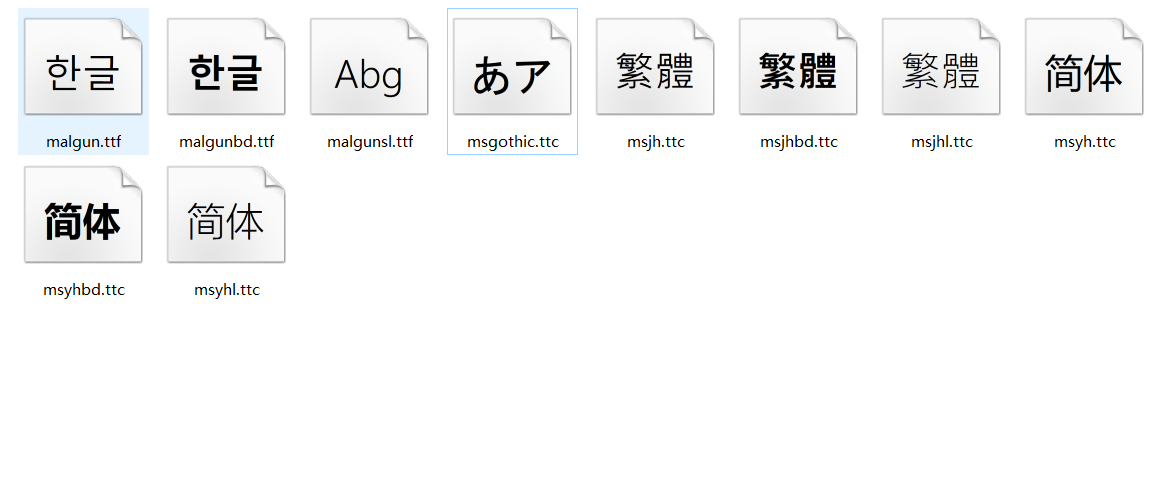 한글 한글 Abg あア 繁體 繁體 繁體 简体
malgun.ttf malgunbd.ttf malgunsl.ttf msgothic.ttc msjh.ttc msjhbd.ttc msjhl.ttc msyh.ttc
简体 简体
msyhbd.ttc msyhl.ttc